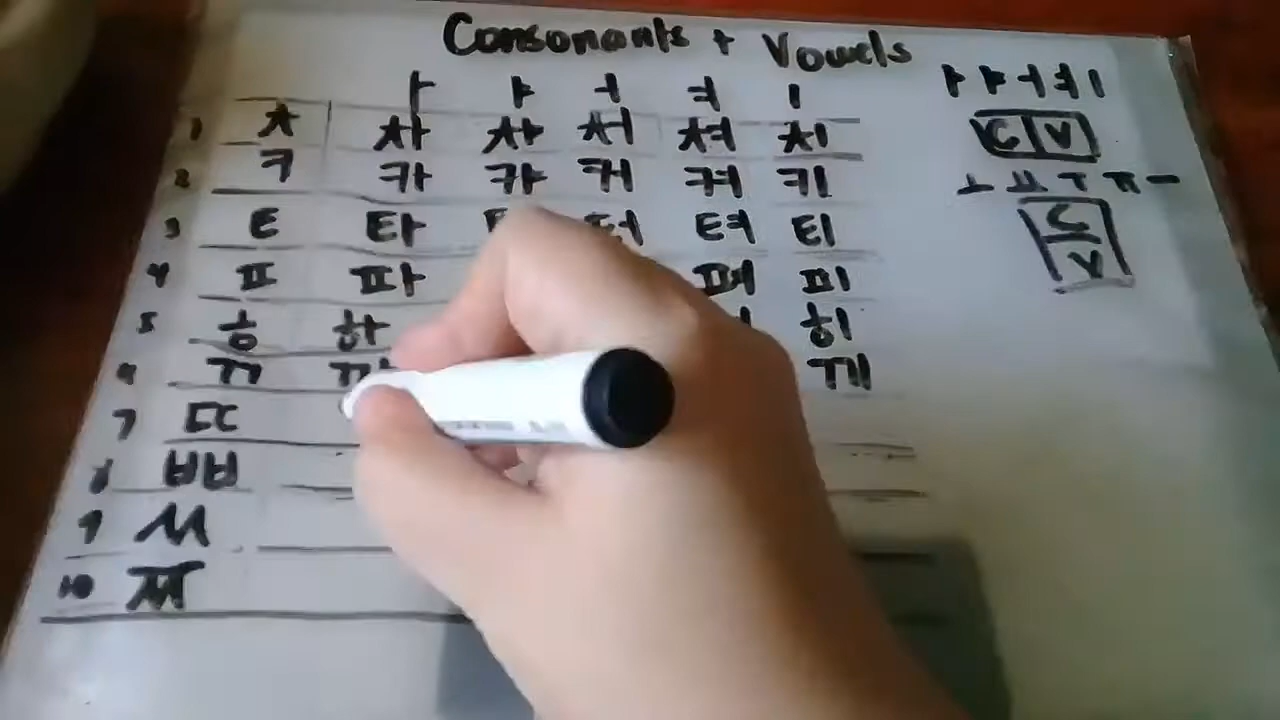 Consonants + Vowels
ㅏ ㅑ ㅓ ㅕ ㅣ
ㅏ ㅑ ㅓ ㅕ ㅣ
1 ㅊ 차 챠 처 쳐 치
C V
2 ㅋ 카 캬 커 켜 키
ㅗ ㅛ ㅜ ㅠ ㅡ
3 ㅌ 타 터 텨 티
C
V
4 ㅍ 파 펴 피
5 ㅎ 하 히
ㄲ 끼
7 ㄸ
8 ㅃ
9 ㅆ
10 ㅉ